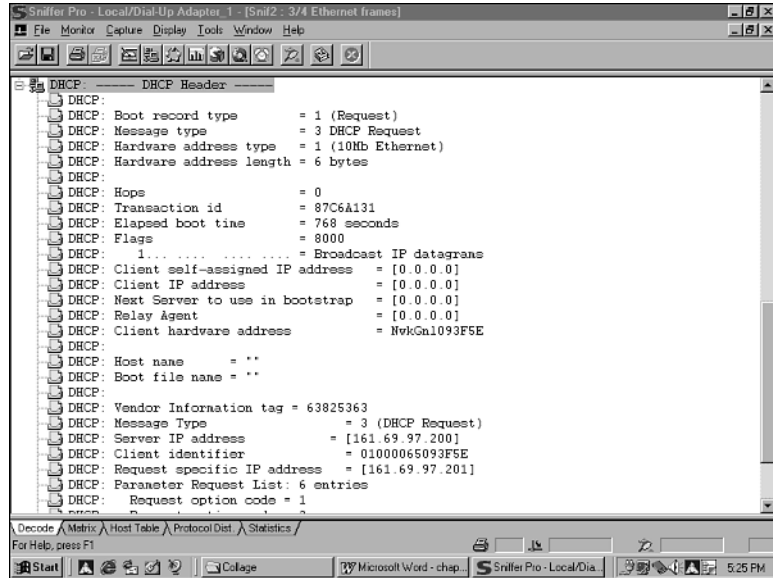 Sniffer Pro - Local/Dial-Up Adapter_1 - [Snif2 : 3/4 Ethernet frames]
File Monitor Capture Display Tools Window Help
DHCP: ----- DHCP Header -----
DHCP:
DHCP: Boot record type = 1 (Request)
DHCP: Message type = 3 DHCP Request
DHCP: Hardware address type = 1 (10Mb Ethernet)
DHCP: Hardware address length = 6 bytes
DHCP:
DHCP: Hops = 0
DHCP: Transaction id = 87C6A131
DHCP: Elapsed boot time = 768 seconds
DHCP: Flags = 8000
DHCP: 1... .... .... .... = Broadcast IP datagrams
DHCP: Client self-assigned IP address = [0.0.0.0]
DHCP: Client IP address = [0.0.0.0]
DHCP: Next Server to use in bootstrap = [0.0.0.0]
DHCP: Relay Agent = [0.0.0.0]
DHCP: Client hardware address = NwkGnl093F5E
DHCP:
DHCP: Host name = ""
DHCP: Boot file name = ""
DHCP:
DHCP: Vendor Information tag = 63825363
DHCP: Message Type = 3 (DHCP Request)
DHCP: Server IP address = [161.69.97.200]
DHCP: Client identifier = 01000065093F5E
DHCP: Request specific IP address = [161.69.97.201]
DHCP: Parameter Request List: 6 entries
DHCP: Request option code = 1
Decode Matrix Host Table Protocol Dist. Statistics
For Help, press F1
Start Collage Microsoft Word - chap... Sniffer Pro - Local/Dia... 5:25 PM